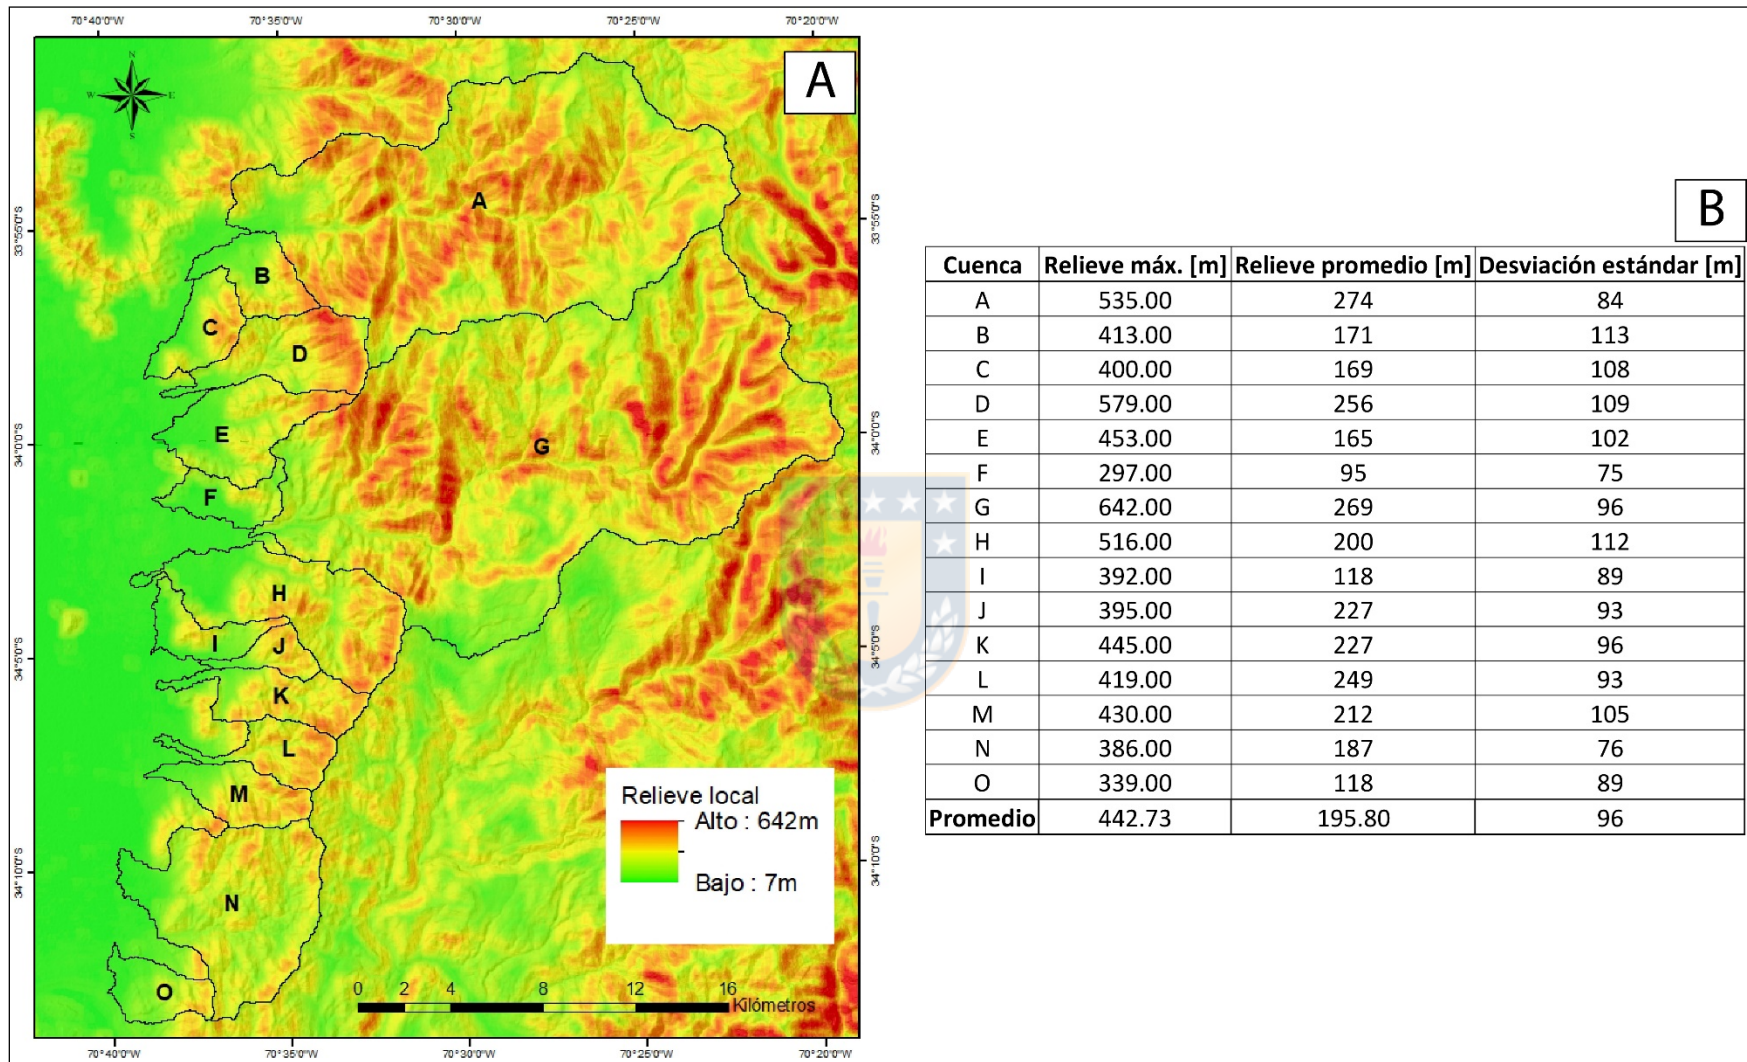 70°40'0"W 70°35'0"W 70°30'0"W 70°25'0"W 70°20'0"W
N
W E
S
A
33°55'0"S 33°55'0"S
A
B
C
D
E
34°0'0"S 34°0'0"S
G
F
H
I
J
34°5'0"S 34°5'0"S
K
L
M
Relieve local
Alto : 642m
Bajo : 7m
34°10'0"S 34°10'0"S
N
O
0 2 4 8 12 16
Kilómetros
70°40'0"W 70°35'0"W 70°30'0"W 70°25'0"W 70°20'0"W
B
Cuenca Relieve máx. [m] Relieve promedio [m] Desviación estándar [m]
A 535.00 274 84
B 413.00 171 113
C 400.00 169 108
D 579.00 256 109
E 453.00 165 102
F 297.00 95 75
G 642.00 269 96
H 516.00 200 112
I 392.00 118 89
J 395.00 227 93
K 445.00 227 96
L 419.00 249 93
M 430.00 212 105
N 386.00 187 76
O 339.00 118 89
Promedio 442.73 195.80 96